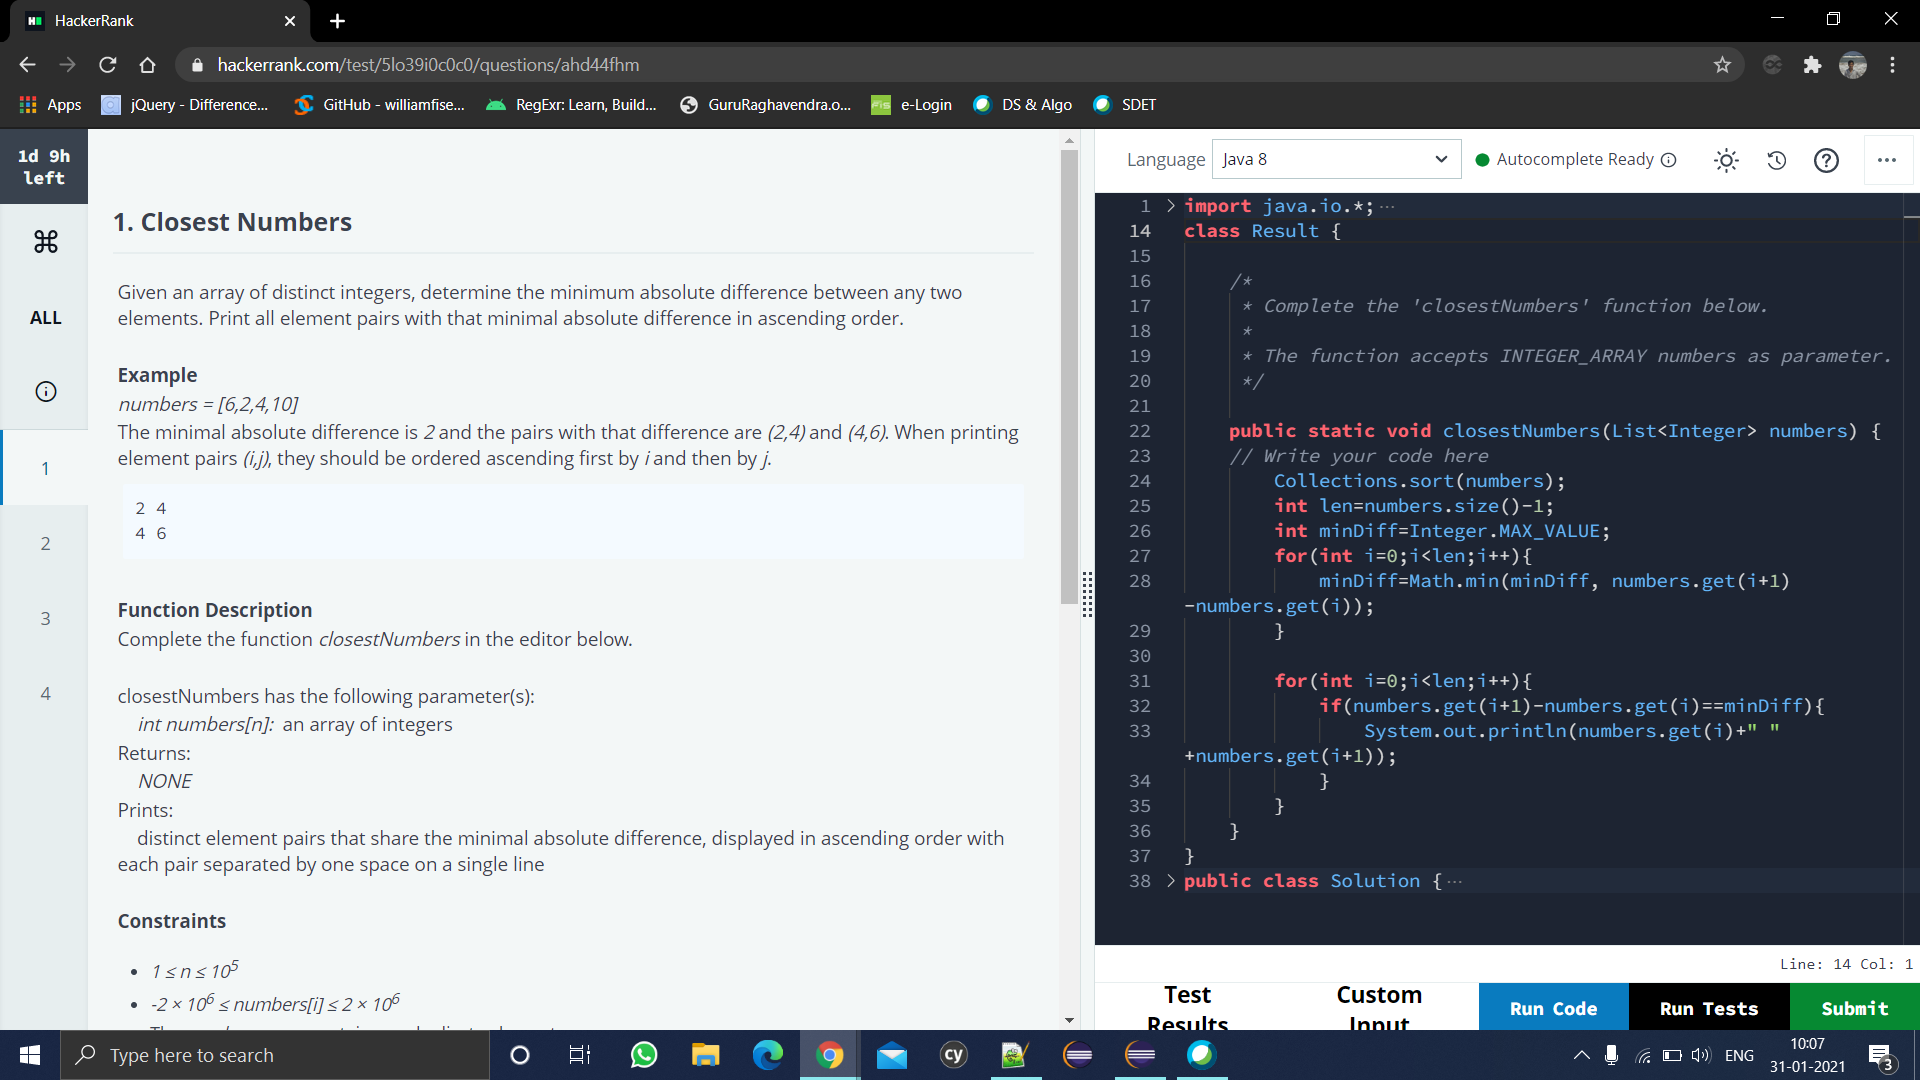 HackerRank
hackerrank.com/test/5lo39i0c0c0/questions/ahd44fhm
Apps jQuery - Difference... GitHub - williamfise... RegExr: Learn, Build... GuruRaghavendra.o... e-Login DS & Algo SDET
1d 9h
left
ALL
1
2
3
4
1. Closest Numbers
Given an array of distinct integers, determine the minimum absolute difference between any two
elements. Print all element pairs with that minimal absolute difference in ascending order.
Example
numbers = [6,2,4,10]
The minimal absolute difference is 2 and the pairs with that difference are (2,4) and (4,6). When printing
element pairs (i,j), they should be ordered ascending first by i and then by j.
2 4
4 6
Function Description
Complete the function closestNumbers in the editor below.
closestNumbers has the following parameter(s):
int numbers[n]: an array of integers
Returns:
NONE
Prints:
distinct element pairs that share the minimal absolute difference, displayed in ascending order with
each pair separated by one space on a single line
Constraints
• 1 ≤ n ≤ 10⁵
• -2 × 10⁶ ≤ numbers[i] ≤ 2 × 10⁶
Language Java 8 Autocomplete Ready
1 import java.io.*;···
14 class Result {
15
16 /*
17 * Complete the 'closestNumbers' function below.
18 *
19 * The function accepts INTEGER_ARRAY numbers as parameter.
20 */
21
22 public static void closestNumbers(List<Integer> numbers) {
23 // Write your code here
24 Collections.sort(numbers);
25 int len=numbers.size()-1;
26 int minDiff=Integer.MAX_VALUE;
27 for(int i=0;i<len;i++){
28 minDiff=Math.min(minDiff, numbers.get(i+1)
-numbers.get(i));
29 }
30
31 for(int i=0;i<len;i++){
32 if(numbers.get(i+1)-numbers.get(i)==minDiff){
33 System.out.println(numbers.get(i)+" "
+numbers.get(i+1));
34 }
35 }
36 }
37 }
38 public class Solution {···
Line: 14 Col: 1
Test
Results
Custom
Input
Run Code Run Tests Submit
Type here to search
cy
ENG
10:07
31-01-2021
3